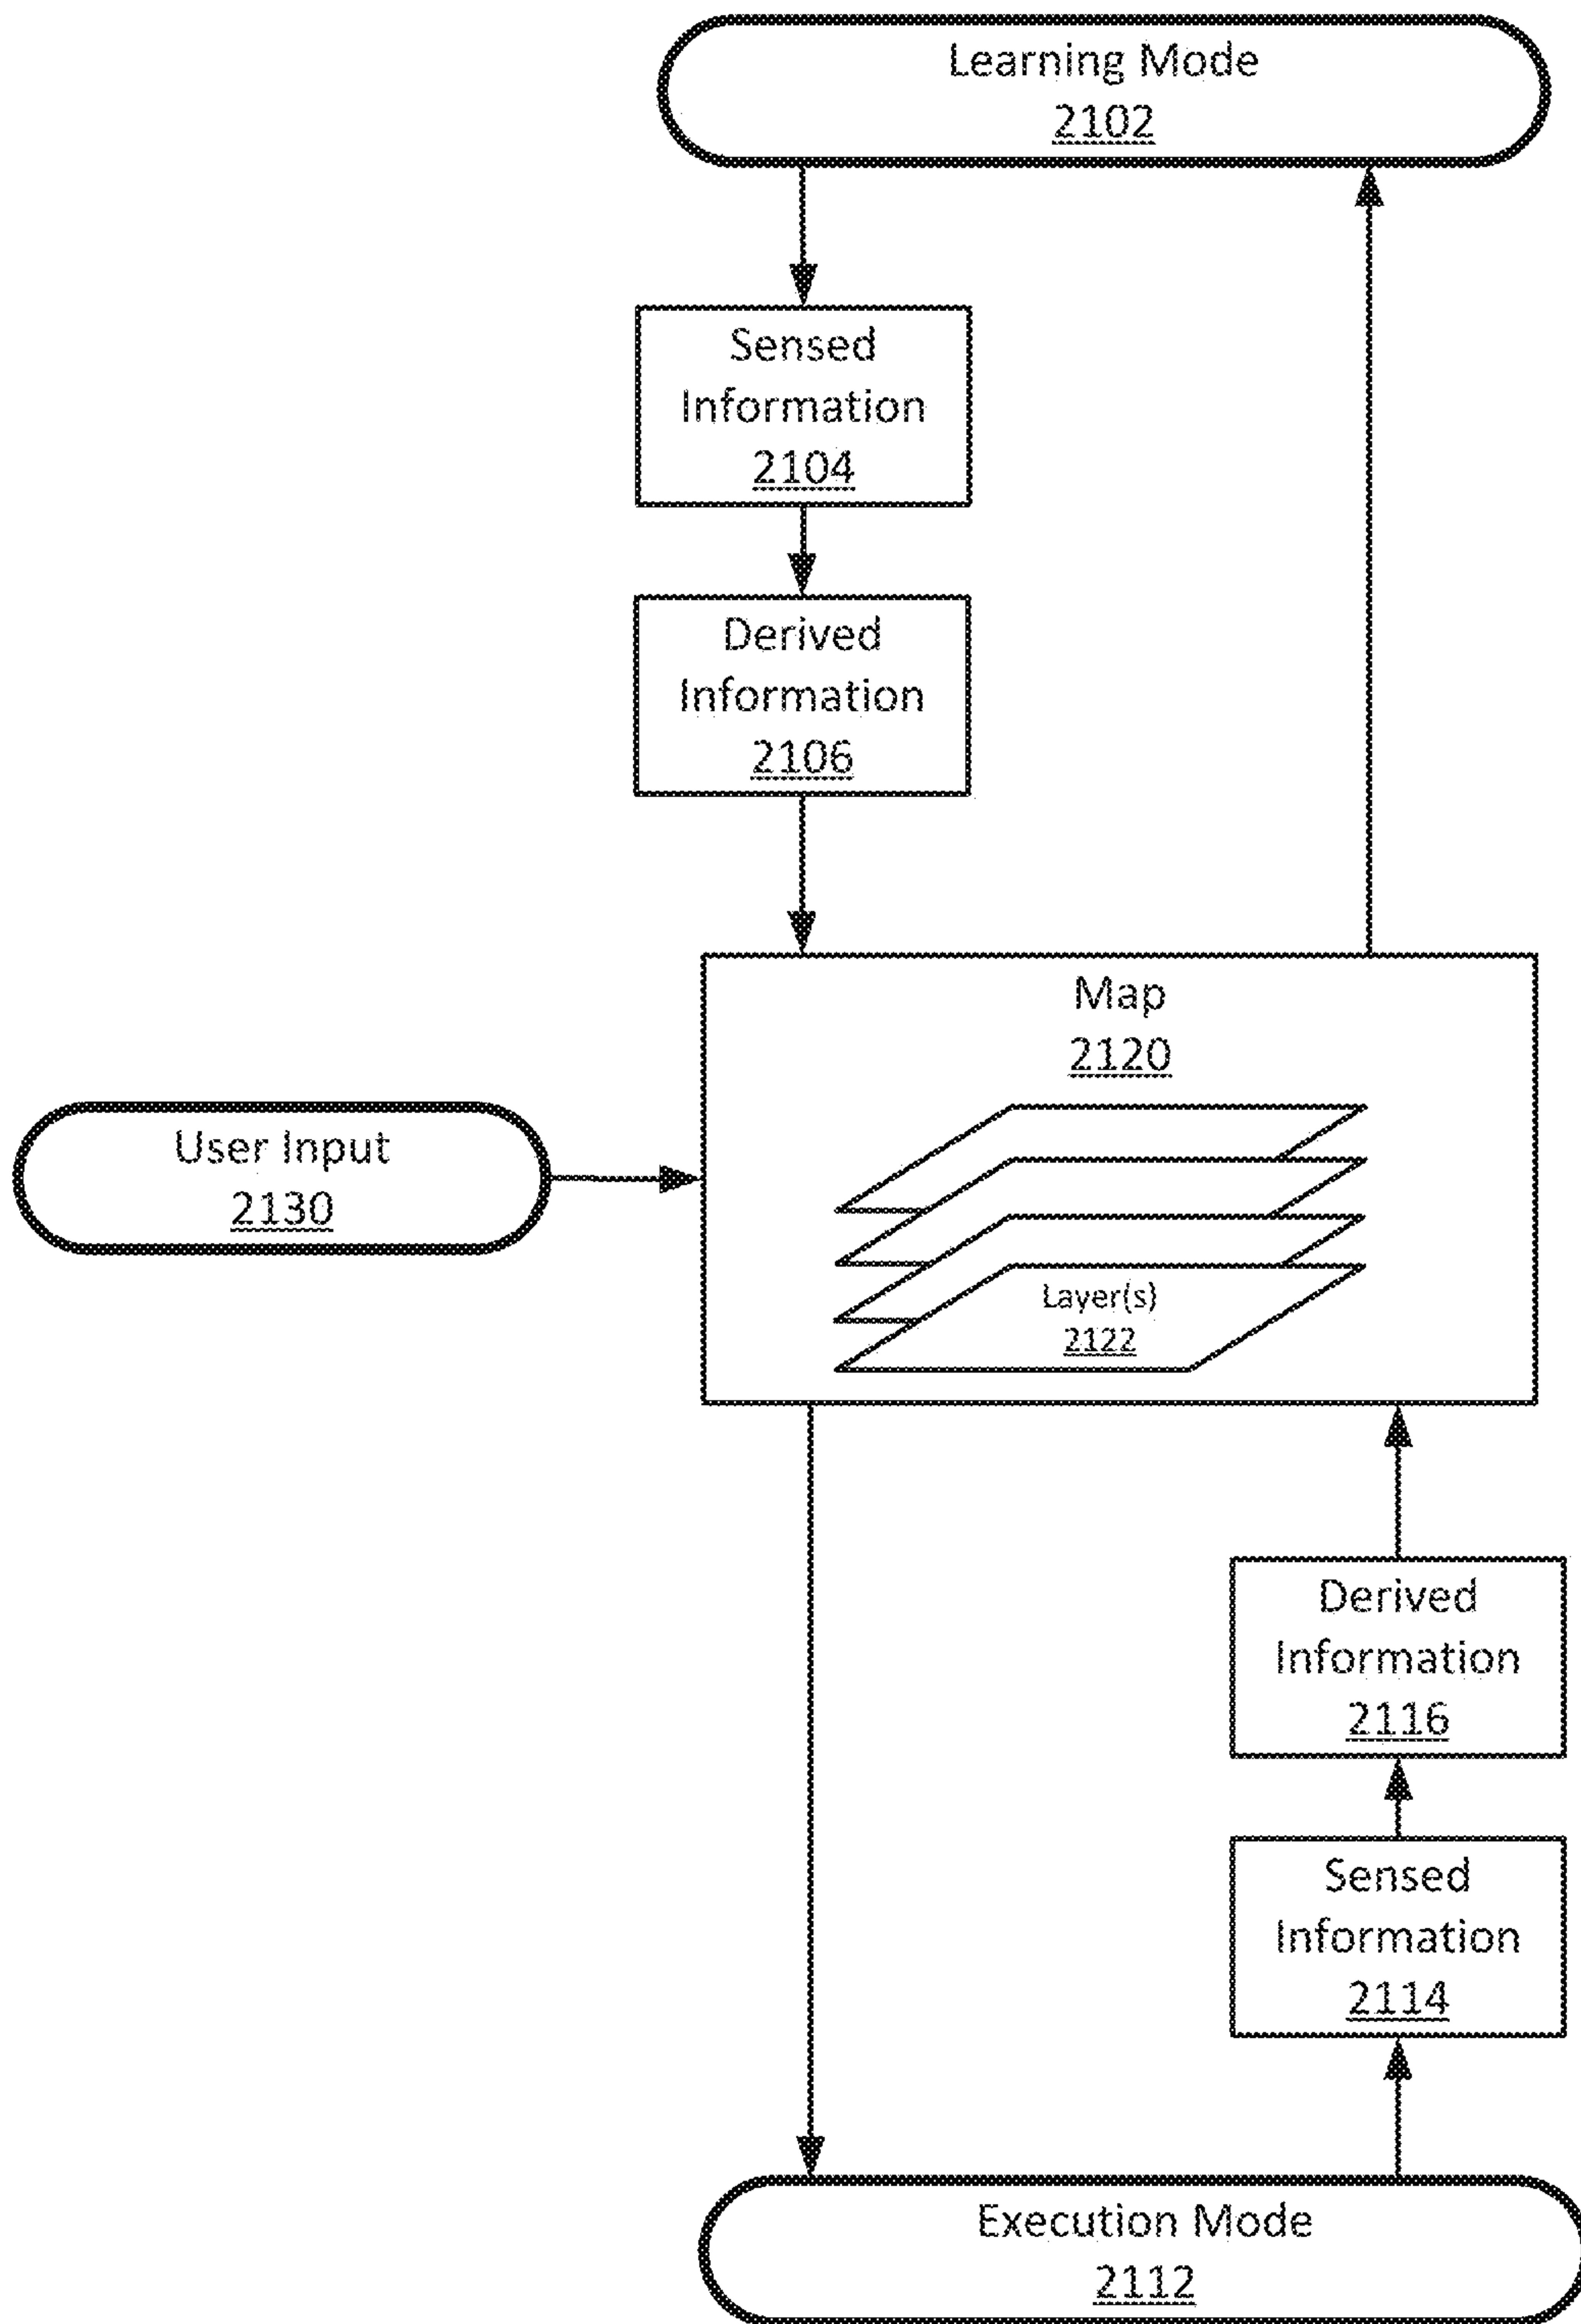 Learning Mode
2102
Sensed
Information
2104
Derived
Information
2106
Map
2120
User Input
2130
Layer(s)
2122
Derived
Information
2116
Sensed
Information
2114
Execution Mode
2112